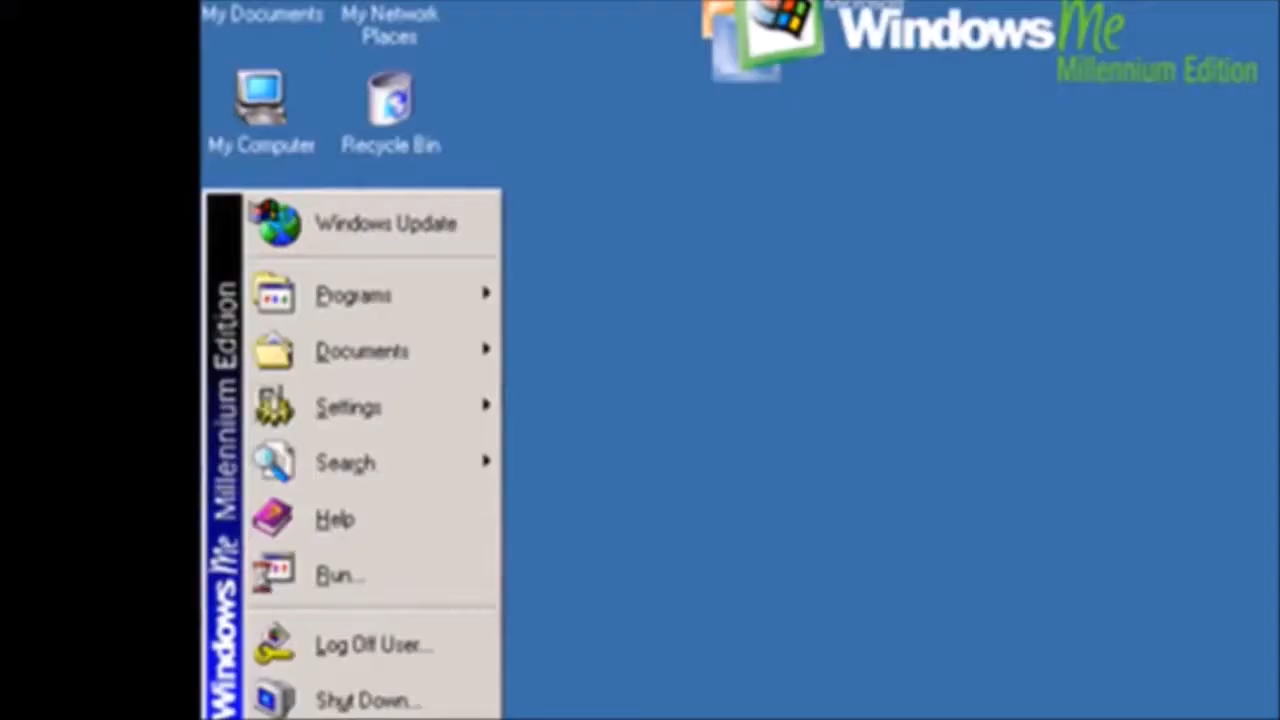 My Documents
My Network
Places
Windows Me
Millennium Edition
My Computer
Recycle Bin
Windows Update
Programs
Documents
Settings
Search
Help
Run...
Log Off User...
Shut Down...
Windows Me Millennium Edition